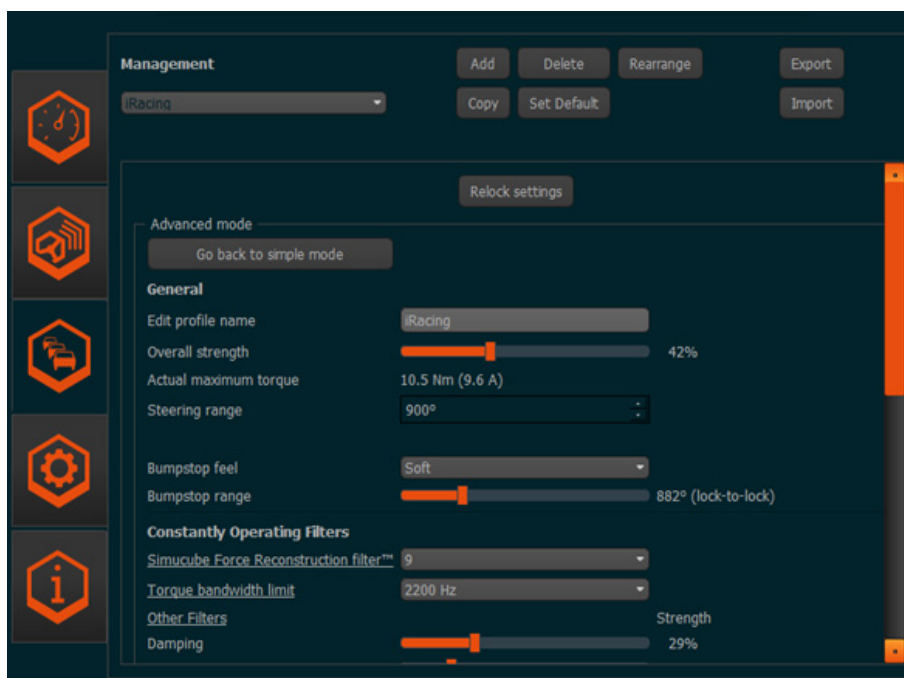 Management Add Delete Rearrange Export
iRacing Copy Set Default Import
Relock settings
Advanced mode
Go back to simple mode
General
Edit profile name iRacing
Overall strength 42%
Actual maximum torque 10.5 Nm (9.6 A)
Steering range 900º
Bumpstop feel Soft
Bumpstop range 882º (lock-to-lock)
Constantly Operating Filters
Simucube Force Reconstruction filter™ 9
Torque bandwidth limit 2200 Hz
Other Filters Strength
Damping 29%